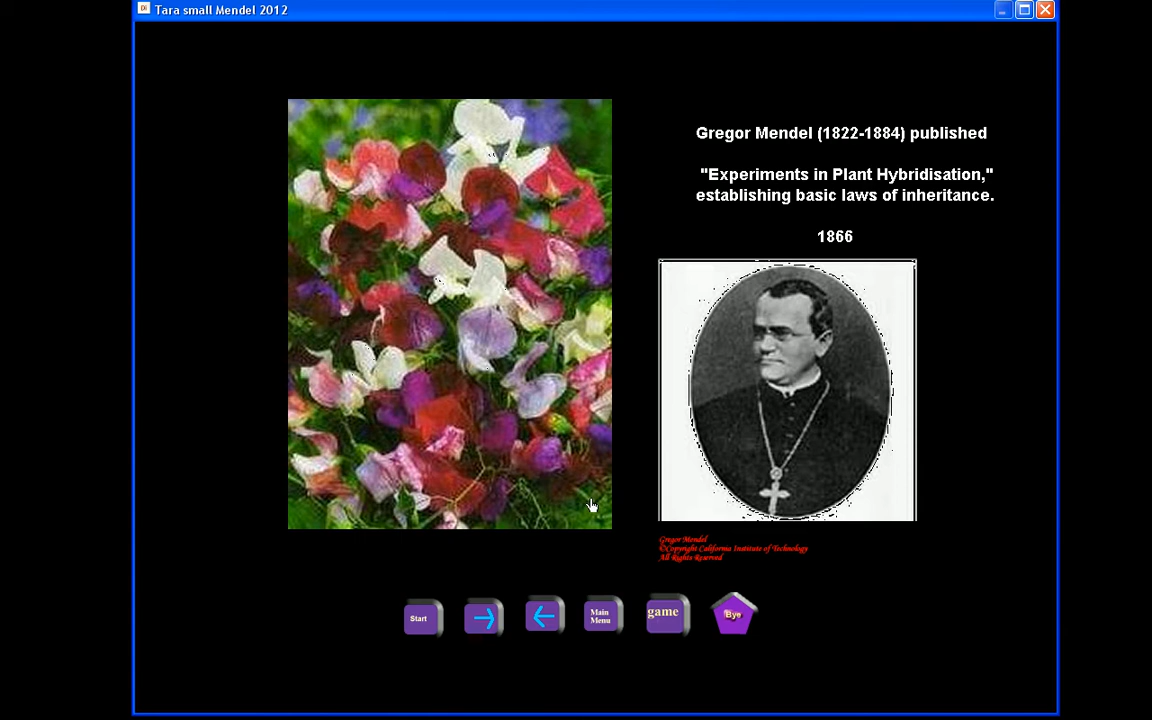 Tara small Mendel 2012
Gregor Mendel (1822-1884) published
"Experiments in Plant Hybridisation,"
establishing basic laws of inheritance.
1866
Gregor Mendel
©Copyright California Institute of Technology
All Rights Reserved
Start
Main
Menu
game
Bye